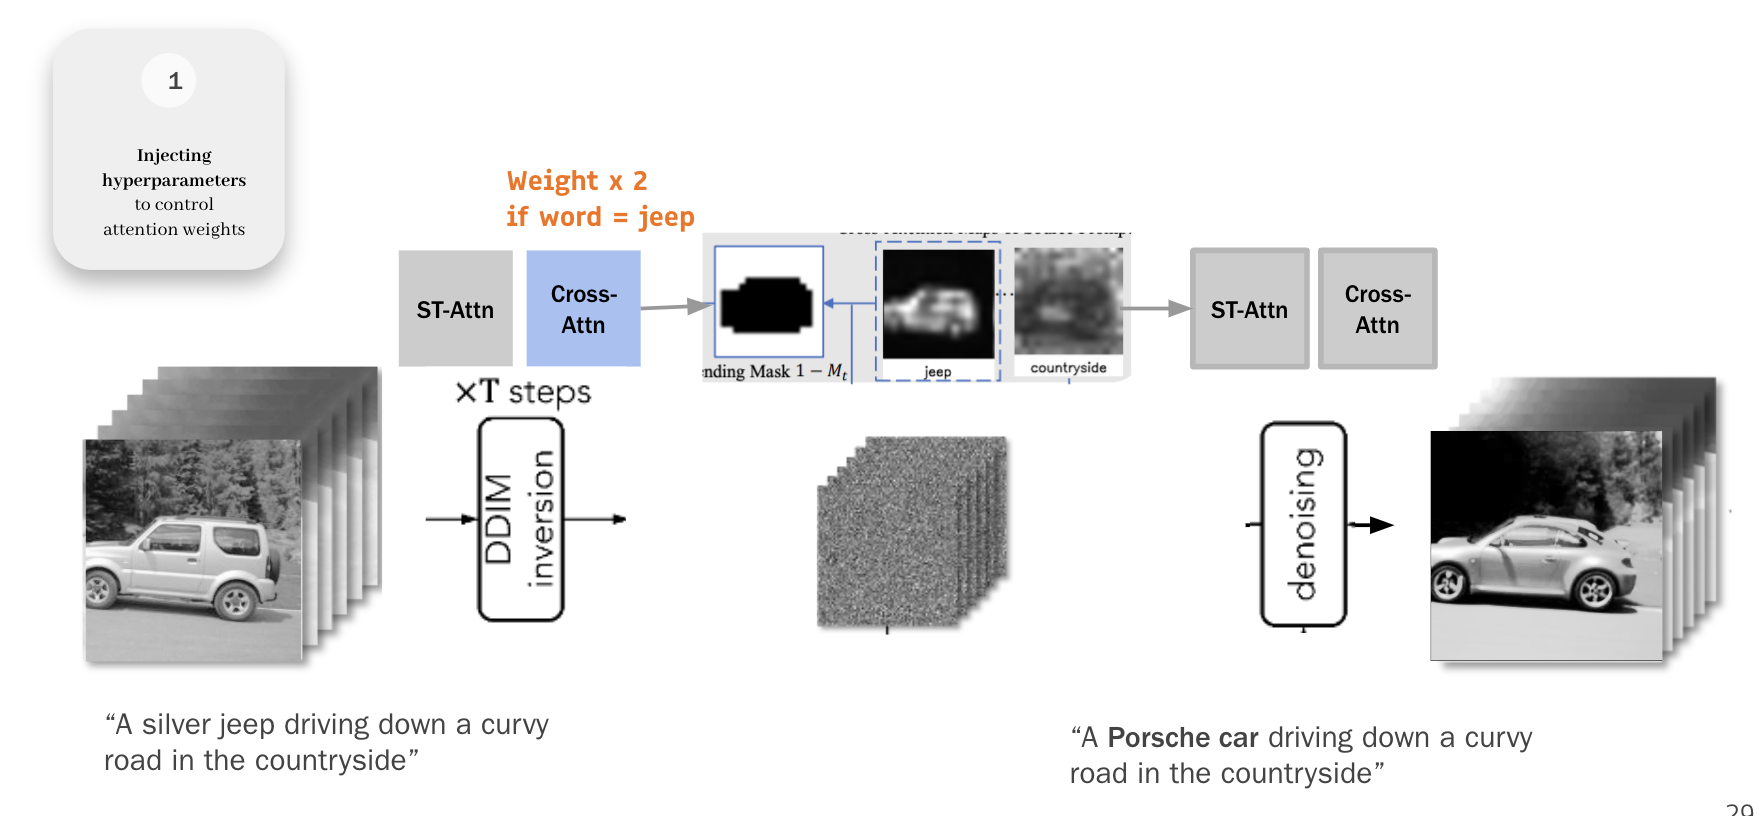 1
Injecting
hyperparameters
to control
attention weights
Weight x 2
if word = jeep
ST-Attn
Cross-
Attn
nding Mask 1 − Mₜ
jeep
...
countryside
ST-Attn
Cross-
Attn
×T steps
DDIM
inversion
denoising
“A silver jeep driving down a curvy
road in the countryside”
“A Porsche car driving down a curvy
road in the countryside”
29